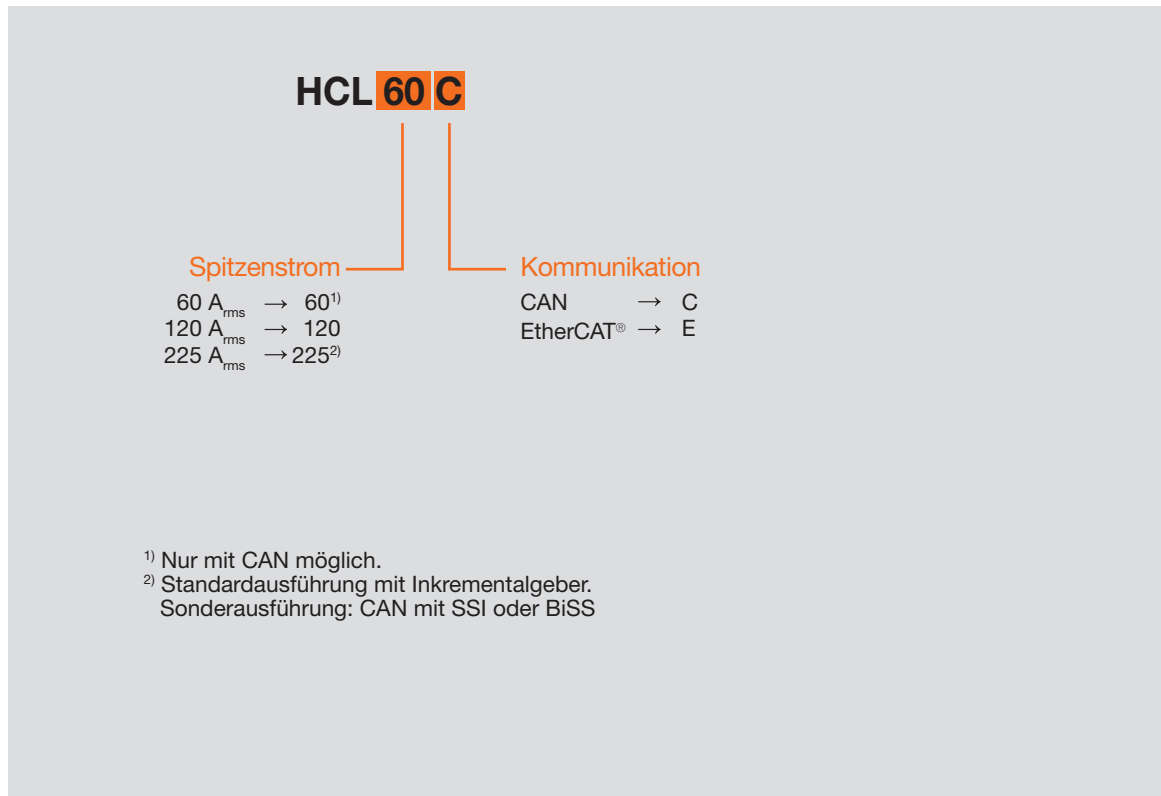 HCL 60 C
Spitzenstrom
60 Arms → 60¹⁾
120 Arms → 120
225 Arms → 225²⁾
Kommunikation
CAN → C
EtherCAT® → E
¹⁾ Nur mit CAN möglich.
²⁾ Standardausführung mit Inkrementalgeber.
Sonderausführung: CAN mit SSI oder BiSS